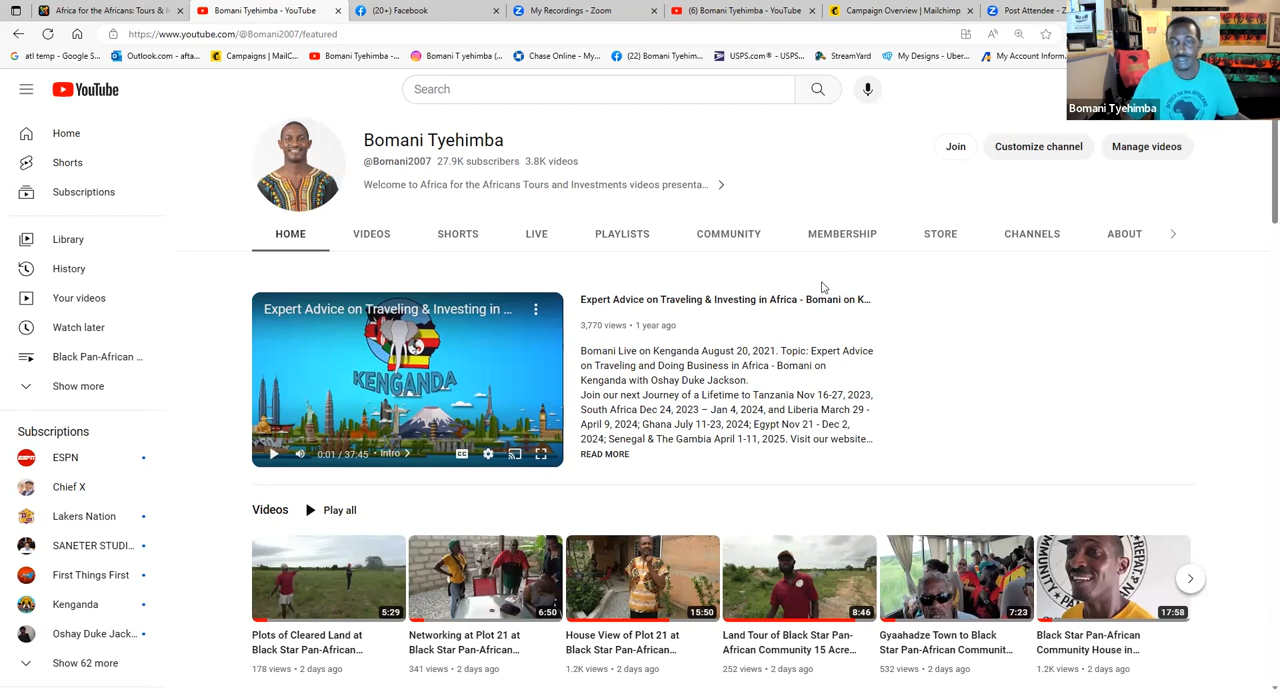 Africa for the Africans: Tours & I
Bomani Tyehimba - YouTube
(20+) Facebook
My Recordings - Zoom
(6) Bomani Tyehimba - YouTube
Campaign Overview | Mailchimp
Post Attendee - Z
https://www.youtube.com/@Bomani2007/featured
atl temp - Google S...
Outlook.com - afta...
Campaigns | MailC...
Bomani Tyehimba -...
Bomani T yehimba (...
Chase Online - My...
(22) Bomani Tyehim...
USPS.com® - USPS...
StreamYard
My Designs - Uber...
My Account Inform
Bomani Tyehimba
YouTube
Search
Home
Shorts
Subscriptions
Library
History
Your videos
Watch later
Black Pan-African ...
Show more
Subscriptions
ESPN
Chief X
Lakers Nation
SANETER STUDI...
First Things First
Kenganda
Oshay Duke Jack...
Show 62 more
Bomani Tyehimba
@Bomani2007 27.9K subscribers 3.8K videos
Welcome to Africa for the Africans Tours and Investments videos presenta...
Join
Customize channel
Manage videos
HOME
VIDEOS
SHORTS
LIVE
PLAYLISTS
COMMUNITY
MEMBERSHIP
STORE
CHANNELS
ABOUT
Expert Advice on Traveling & Investing in ...
KENGANDA
0:01 / 37:45 • Intro
CC
Expert Advice on Traveling & Investing in Africa - Bomani on K...
3,770 views • 1 year ago
Bomani Live on Kenganda August 20, 2021. Topic: Expert Advice
on Traveling and Doing Business in Africa - Bomani on
Kenganda with Oshay Duke Jackson.
Join our next Journey of a Lifetime to Tanzania Nov 16-27, 2023,
South Africa Dec 24, 2023 – Jan 4, 2024, and Liberia March 29 -
April 9, 2024; Ghana July 11-23, 2024; Egypt Nov 21 - Dec 2,
2024; Senegal & The Gambia April 1-11, 2025. Visit our website...
READ MORE
Videos
Play all
5:29
6:50
15:50
8:46
7:23
17:58
Plots of Cleared Land at
Black Star Pan-African...
178 views • 2 days ago
Networking at Plot 21 at
Black Star Pan-African...
341 views • 2 days ago
House View of Plot 21 at
Black Star Pan-African...
1.2K views • 2 days ago
Land Tour of Black Star Pan-
African Community 15 Acre...
252 views • 2 days ago
Gyaahadze Town to Black
Star Pan-African Communit...
532 views • 2 days ago
Black Star Pan-African
Community House in...
1.2K views • 2 days ago